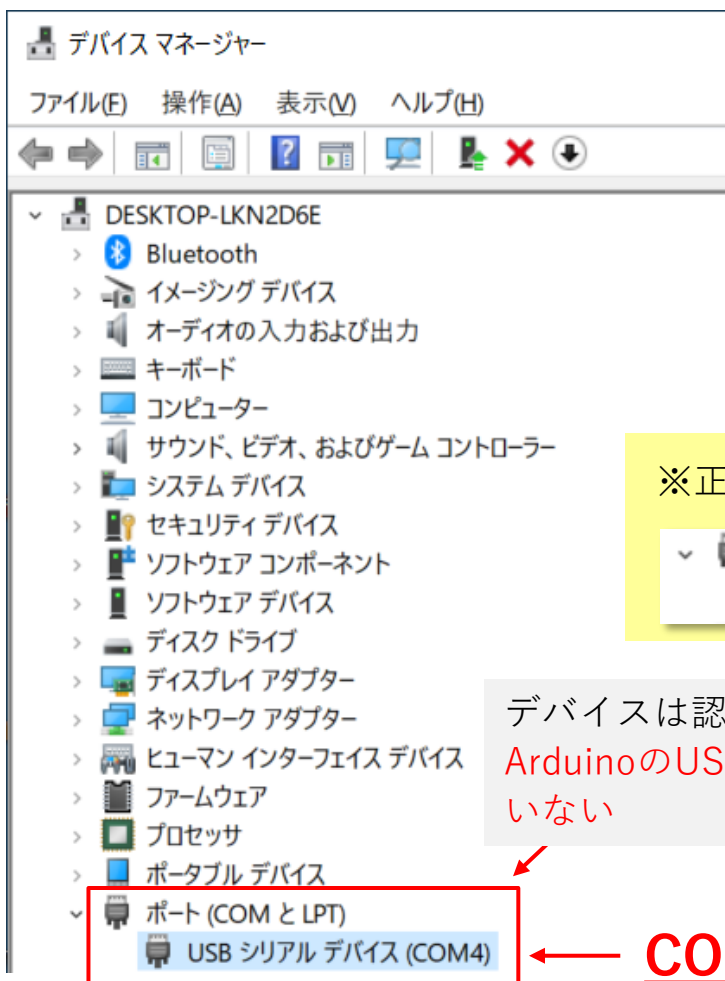 デバイス マネージャー
ファイル(F) 操作(A) 表示(V) ヘルプ(H)
DESKTOP-LKN2D6E
Bluetooth
イメージング デバイス
オーディオの入力および出力
キーボード
コンピューター
サウンド、ビデオ、およびゲーム コントローラー
システム デバイス
セキュリティ デバイス
ソフトウェア コンポーネント
ソフトウェア デバイス
ディスク ドライブ
ディスプレイ アダプター
ネットワーク アダプター
ヒューマン インターフェイス デバイス
ファームウェア
プロセッサ
ポータブル デバイス
ポート (COM と LPT)
USB シリアル デバイス (COM4)
※正
デバイスは認
ArduinoのUS
いない
CO